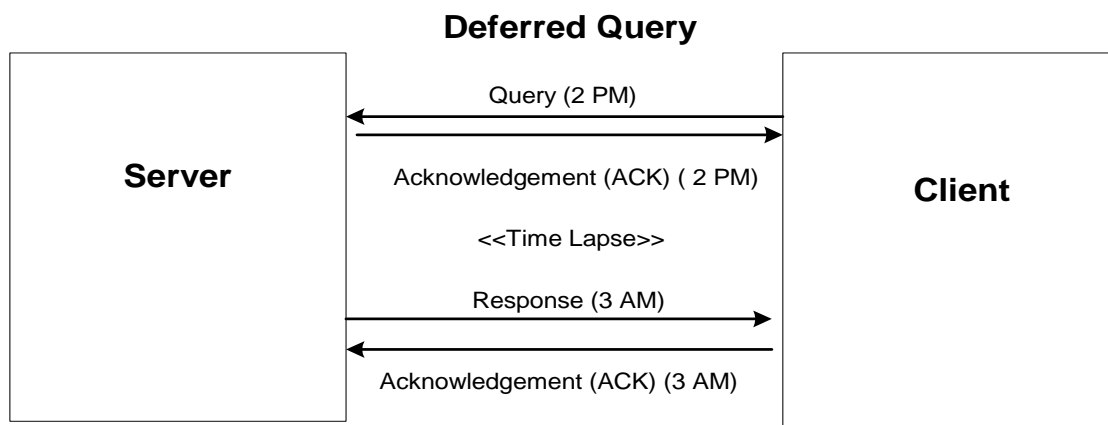 Deferred Query
Query (2 PM)
Server
Acknowledgement (ACK) ( 2 PM)
Client
<<Time Lapse>>
Response (3 AM)
Acknowledgement (ACK) (3 AM)